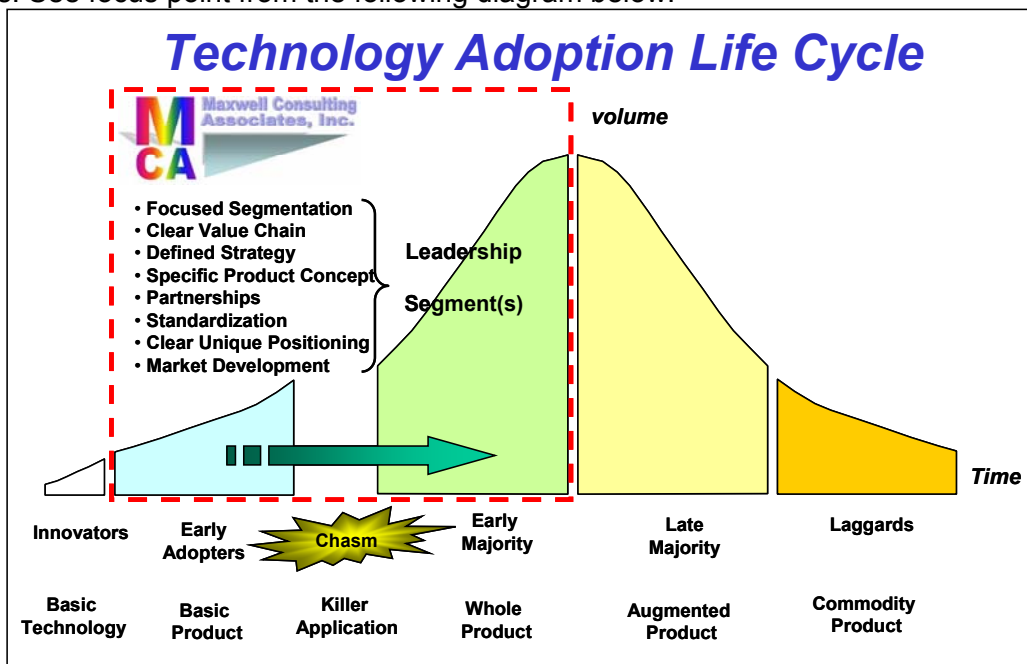 Technology Adoption Life Cycle
MCA
Maxwell Consulting
Associates, Inc.
volume
• Focused Segmentation
• Clear Value Chain
• Defined Strategy
• Specific Product Concept
• Partnerships
• Standardization
• Clear Unique Positioning
• Market Development
Leadership
Segment(s)
Time
Innovators
Early
Adopters
Chasm
Early
Majority
Late
Majority
Laggards
Basic
Technology
Basic
Product
Killer
Application
Whole
Product
Augmented
Product
Commodity
Product